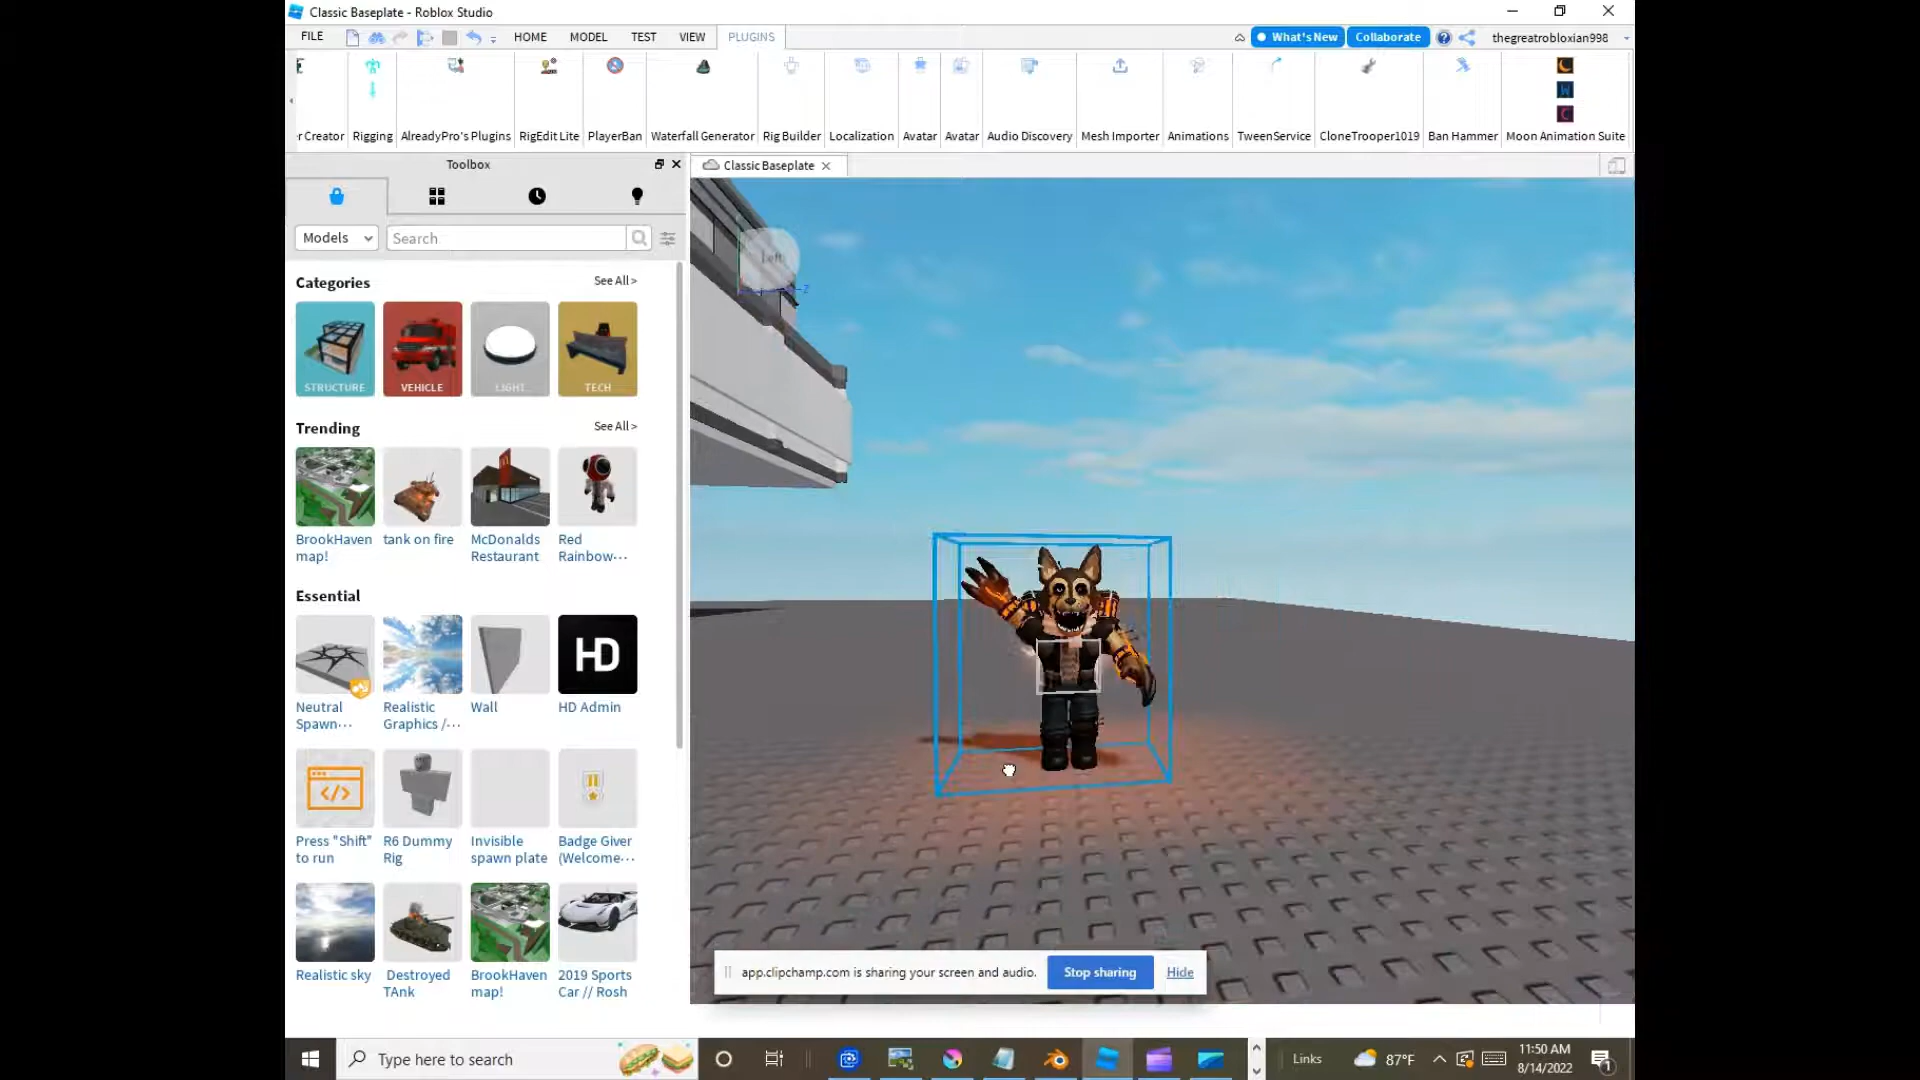 Classic Baseplate - Roblox Studio
FILE
HOME
MODEL
TEST
VIEW
PLUGINS
What's New
Collaborate
thegreatrobloxian998
r Creator
Rigging
AlreadyPro's Plugins
RigEdit Lite
PlayerBan
Waterfall Generator
Rig Builder
Localization
Avatar
Avatar
Audio Discovery
Mesh Importer
Animations
TweenService
CloneTrooper1019
Ban Hammer
Moon Animation Suite
Toolbox
Classic Baseplate
Models
Search
Categories
See All >
STRUCTURE
VEHICLE
LIGHT
TECH
Trending
See All >
BrookHaven
map!
tank on fire
McDonalds
Restaurant
Red
Rainbow...
Essential
HD
Neutral
Spawn...
Realistic
Graphics /...
Wall
HD Admin
Press "Shift"
to run
R6 Dummy
Rig
Invisible
spawn plate
Badge Giver
(Welcome...
Realistic sky
Destroyed
TAnk
BrookHaven
map!
2019 Sports
Car // Rosh
Left
Z
app.clipchamp.com is sharing your screen and audio.
Stop sharing
Hide
Type here to search
Links
87°F
11:50 AM
8/14/2022
1